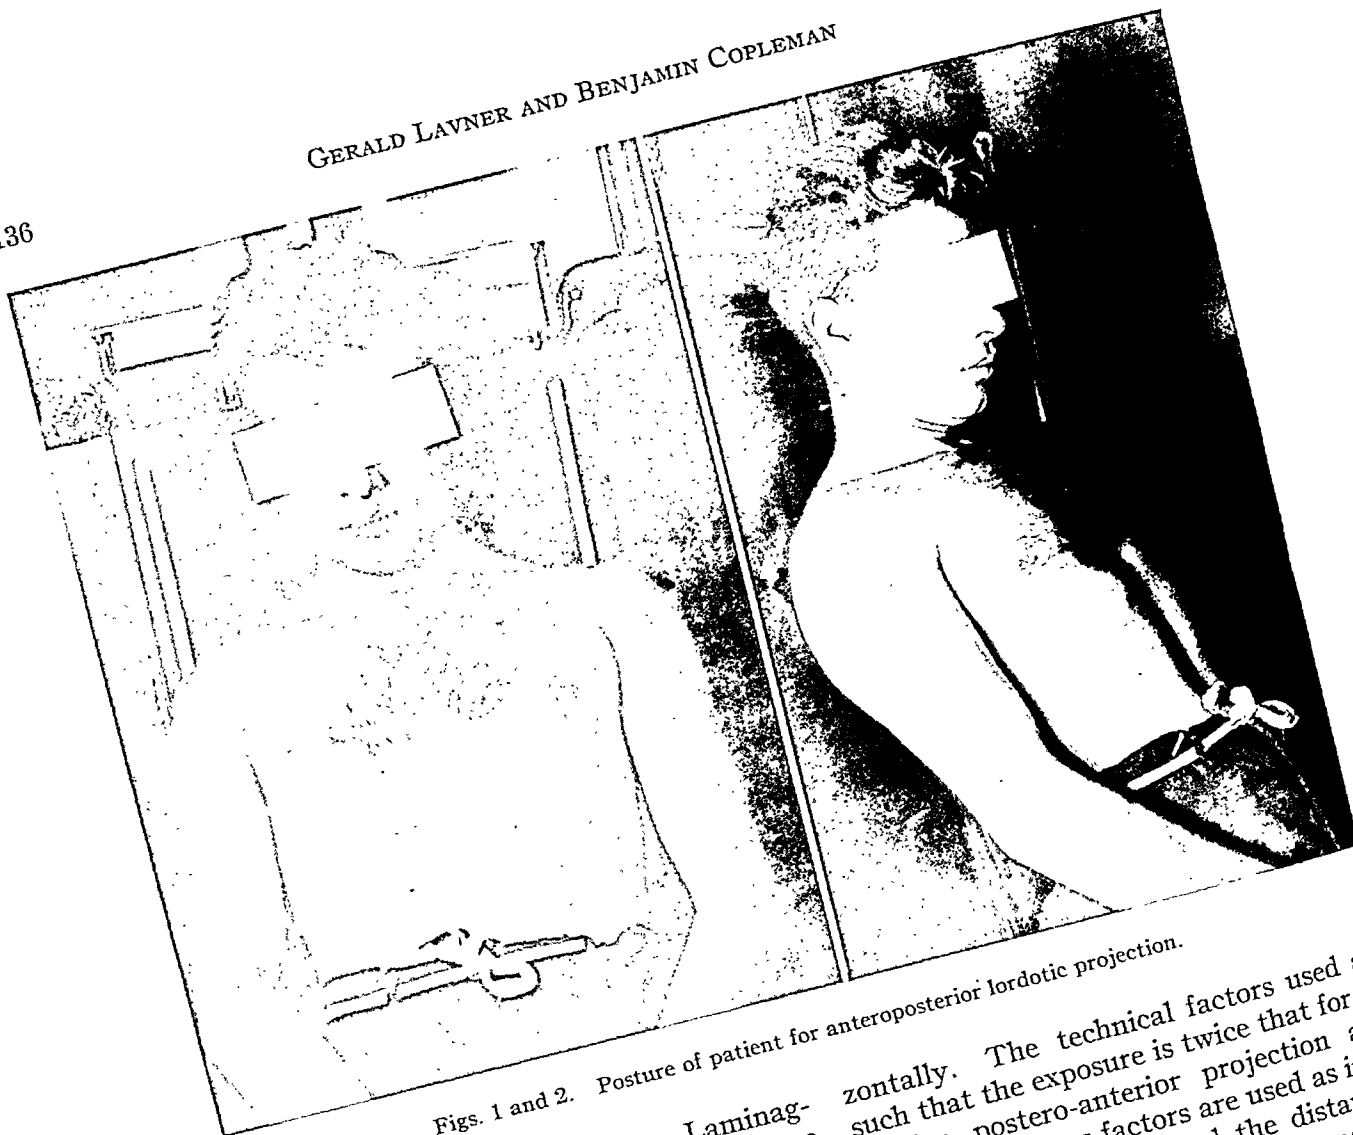 136
GERALD LAVNER AND BENJAMIN COPLEMAN
Figs. 1 and 2. Posture of patient for anteroposterior lordotic projection.
Laminag-
zontally. The technical factors used
such that the exposure is twice that for
postero-anterior projection
factors are used as
the